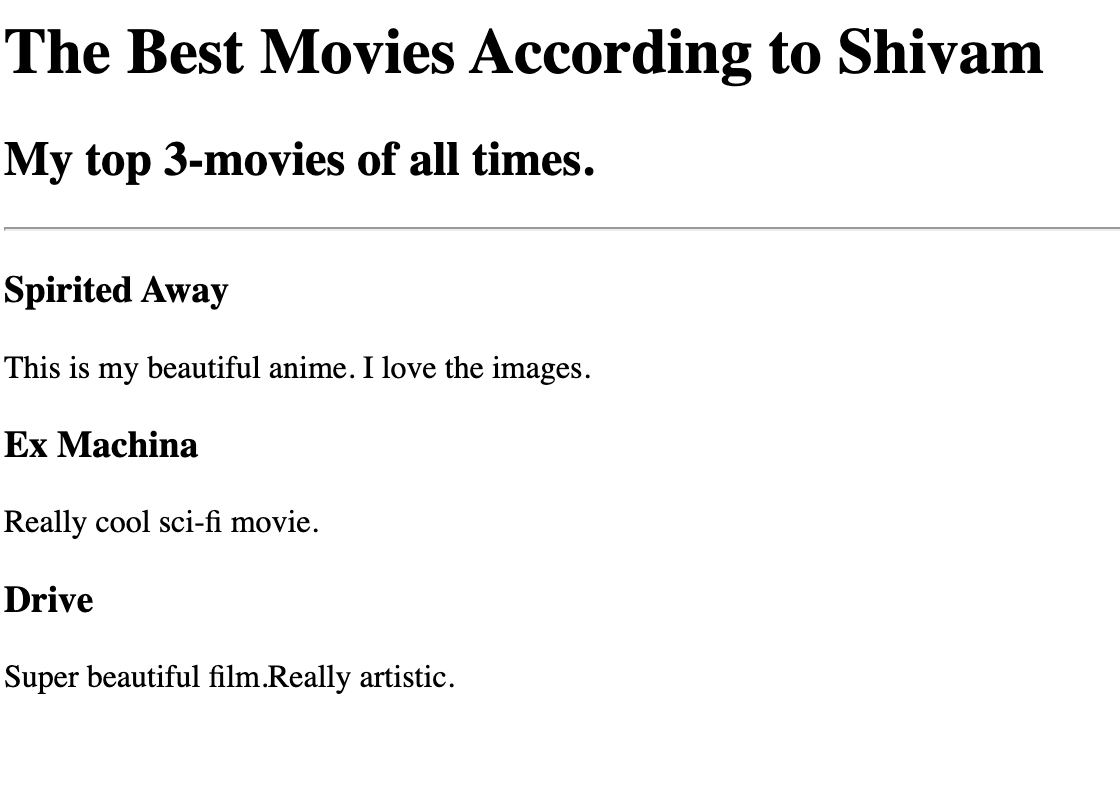 The Best Movies According to Shivam
My top 3-movies of all times.
Spirited Away
This is my beautiful anime. I love the images.
Ex Machina
Really cool sci-fi movie.
Drive
Super beautiful film.Really artistic.